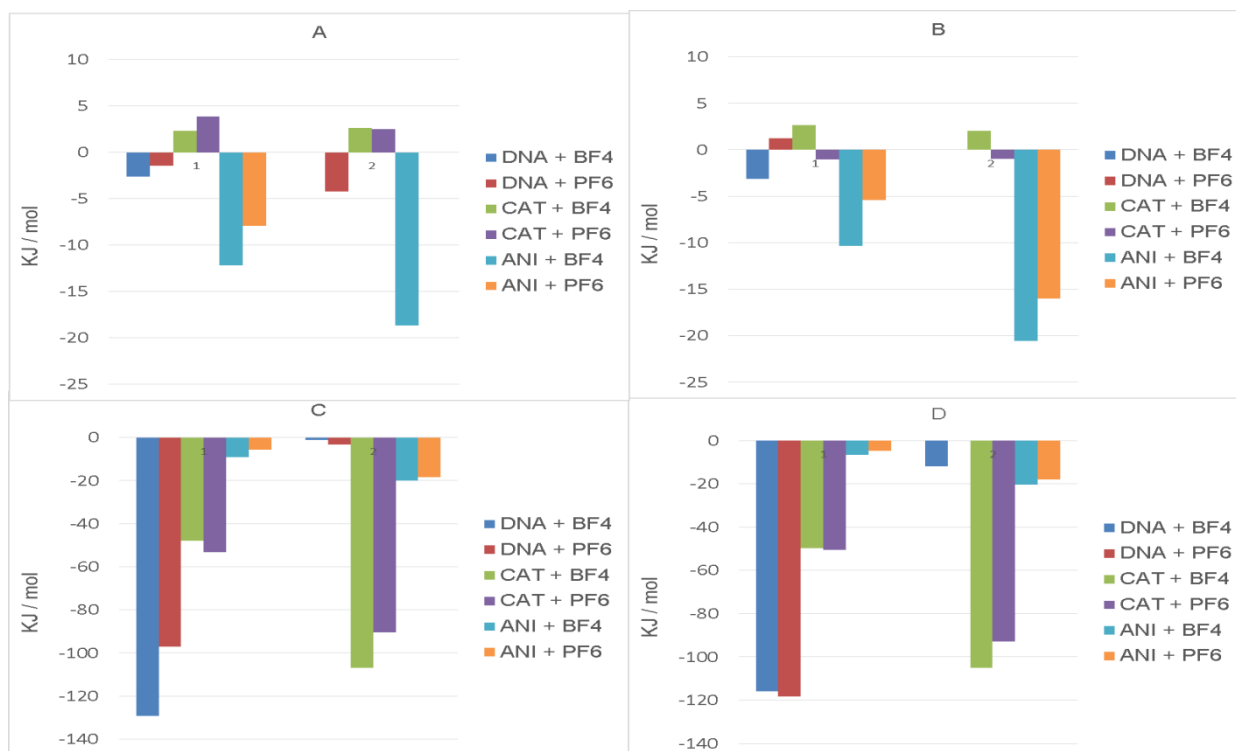 A
10
5
0
-5
-10
-15
-20
-25
KJ / mol
1
2
DNA + BF4
DNA + PF6
CAT + BF4
CAT + PF6
ANI + BF4
ANI + PF6
B
10
5
0
-5
-10
-15
-20
-25
KJ / mol
1
2
DNA + BF4
DNA + PF6
CAT + BF4
CAT + PF6
ANI + BF4
ANI + PF6
C
0
-20
-40
-60
-80
-100
-120
-140
KJ / mol
1
2
DNA + BF4
DNA + PF6
CAT + BF4
CAT + PF6
ANI + BF4
ANI + PF6
D
0
-20
-40
-60
-80
-100
-120
-140
KJ / mol
1
2
DNA + BF4
DNA + PF6
CAT + BF4
CAT + PF6
ANI + BF4
ANI + PF6